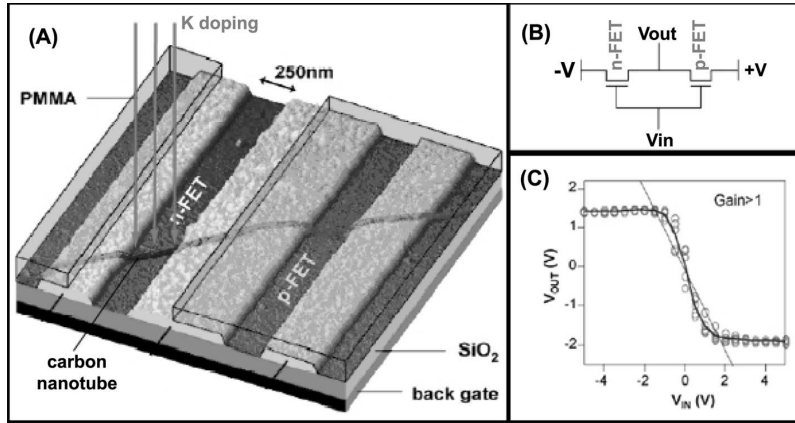 (A)
K doping
250nm
PMMA
n-FET
p-FET
carbon
nanotube
SiO2
back gate
(B)
n-FET
Vout
p-FET
-V
+V
Vin
(C)
Gain>1
VOUT (V)
2
1
0
-1
-2
-4
-2
0
2
4
VIN (V)